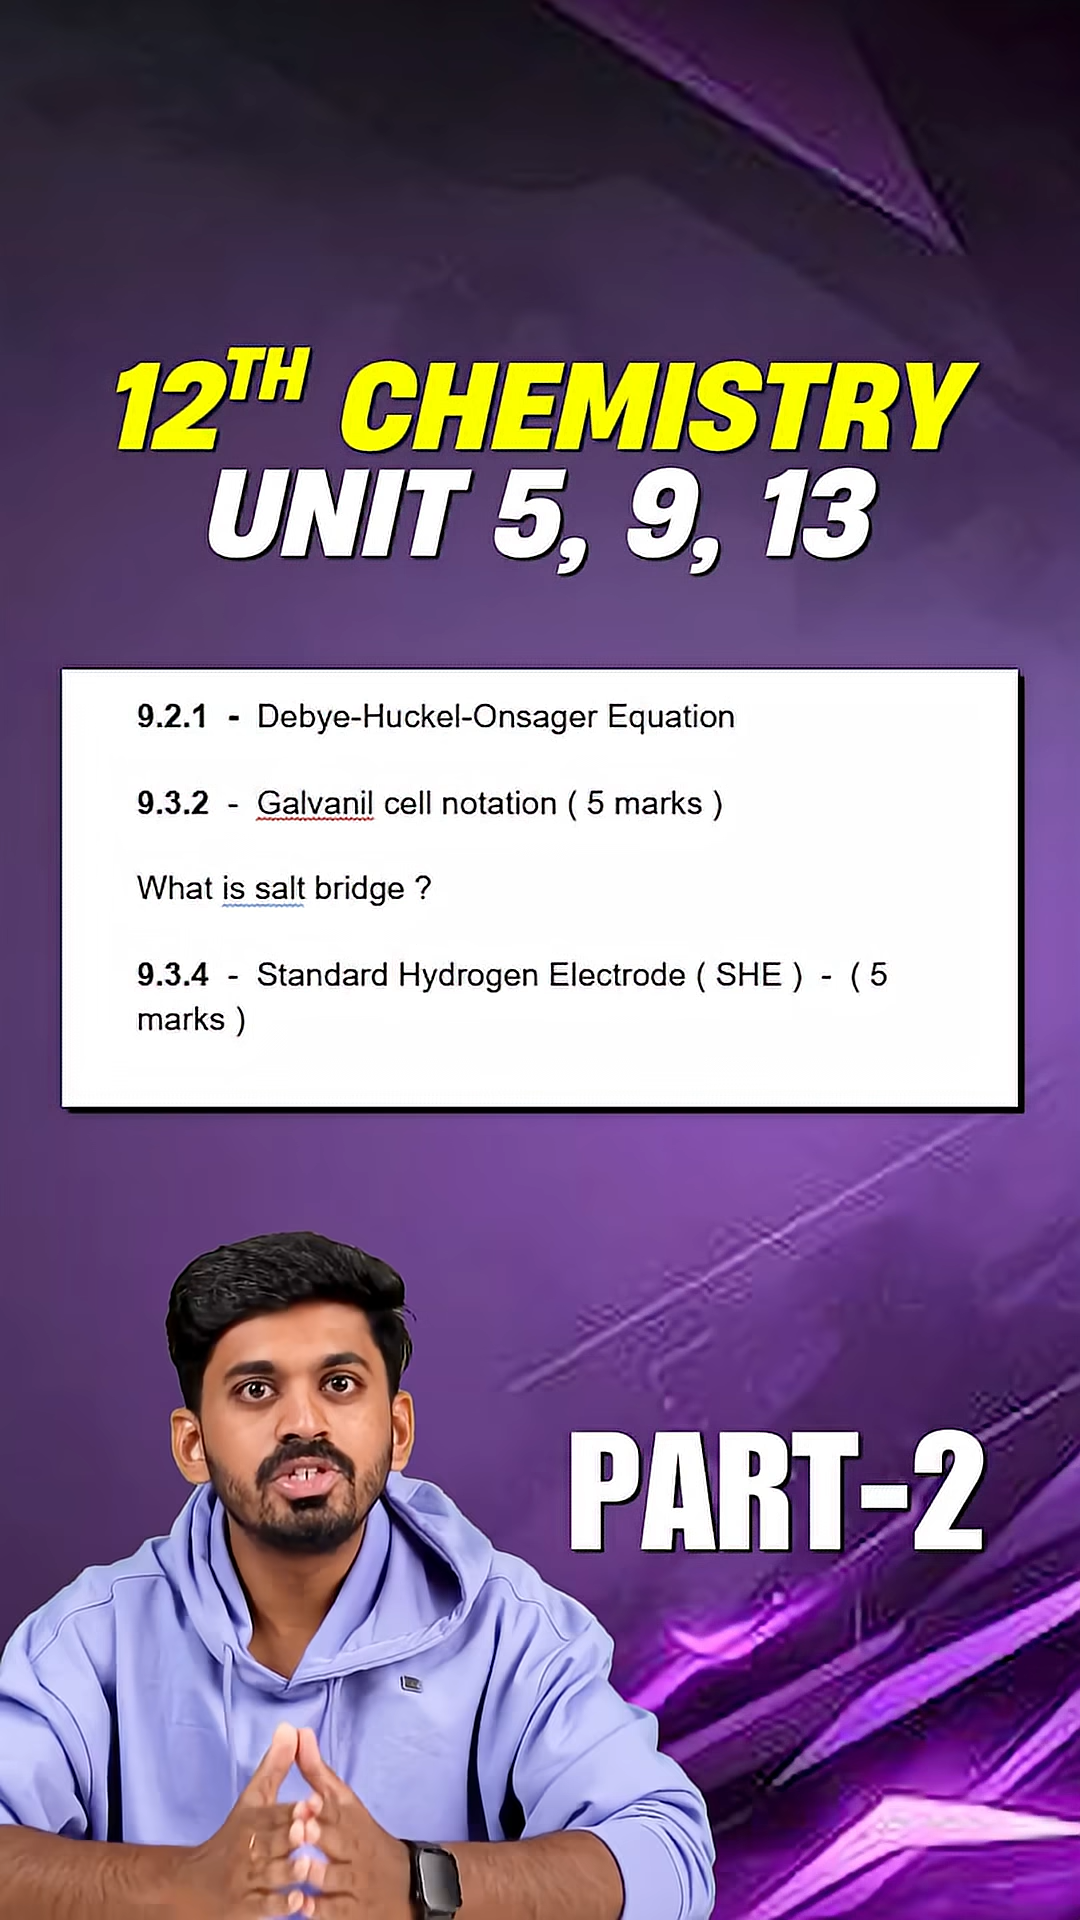 12TH CHEMISTRY
UNIT 5, 9, 13
9.2.1 - Debye-Huckel-Onsager Equation
9.3.2 - Galvanil cell notation ( 5 marks )
What is salt bridge ?
9.3.4 - Standard Hydrogen Electrode ( SHE ) - ( 5
marks )
PART-2